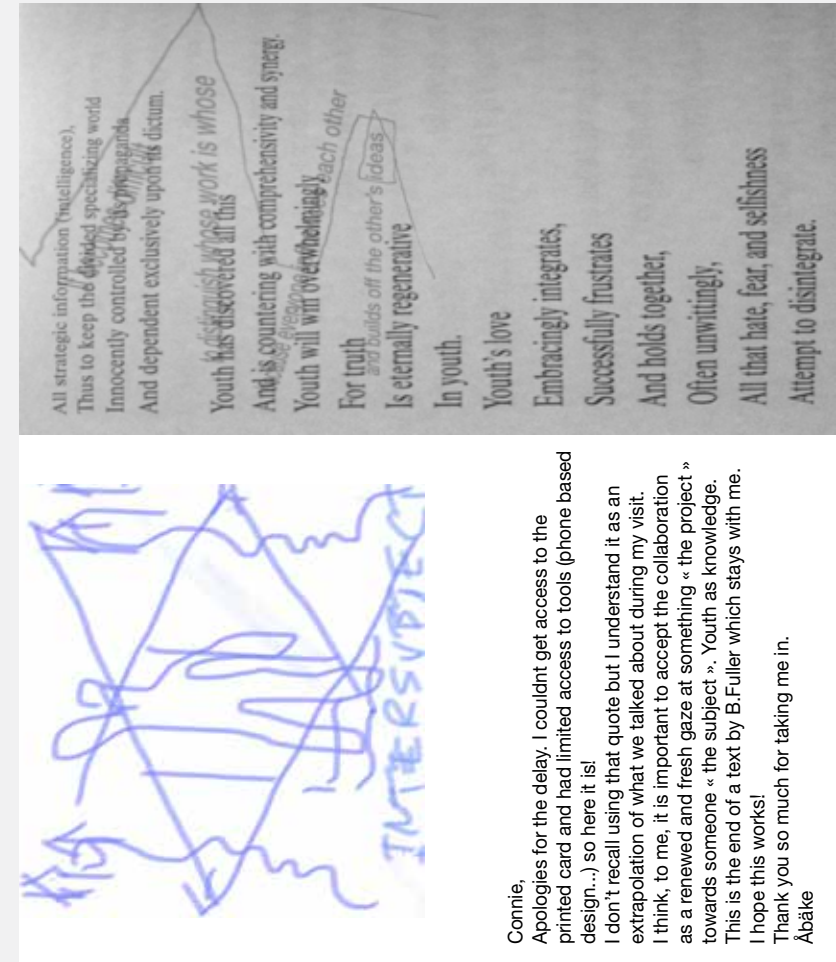 All strategic information (intelligence),
Thus to keep the divided specializing world
Innocently controlled by its propaganda
And dependent exclusively upon its dictum.
to distinguish whose work is whose
Youth has discovered all this
And is countering with comprehensivity and synergy.
Youth will win overwhelmingly
each other
For truth
and builds off the other's ideas
Is eternally regenerative
In youth.
Youth's love
Embracingly integrates,
Successfully frustrates
And holds together,
Often unwittingly,
All that hate, fear, and selfishness
Attempt to disintegrate.
INTERSUBJECT
Connie,
Apologies for the delay. I couldnt get access to the
printed card and had limited access to tools (phone based
design...) so here it is!
I don't recall using that quote but I understand it as an
extrapolation of what we talked about during my visit.
I think, to me, it is important to accept the collaboration
as a renewed and fresh gaze at something « the project »
towards someone « the subject ». Youth as knowledge.
This is the end of a text by B.Fuller which stays with me.
I hope this works!
Thank you so much for taking me in.
Åbäke